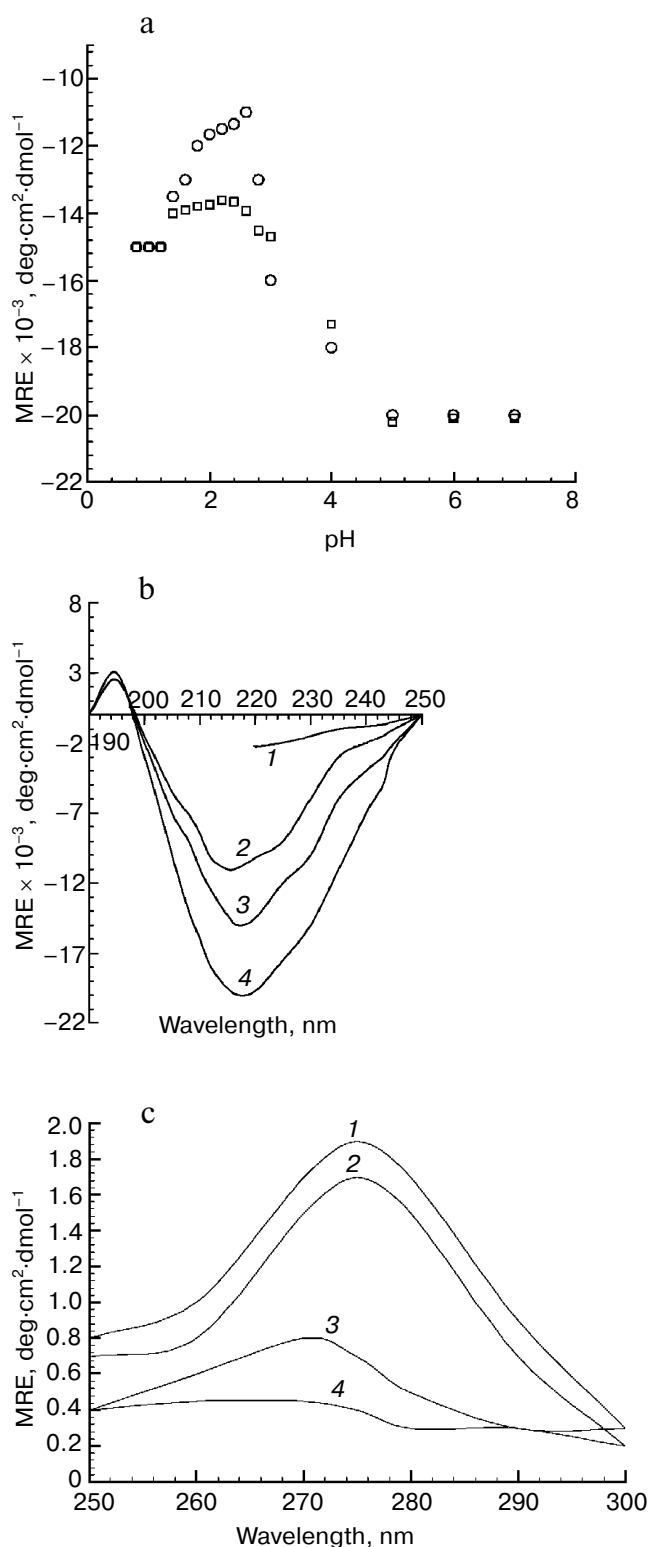 a
−10
−12
−14
−16
−18
−20
−22
0 2 4 6 8
MRE × 10⁻³, deg·cm²·dmol⁻¹
pH
b
8
3
−2
−7
−12
−17
−22
190 200 210 220 230 240 250
1
2
3
4
MRE × 10⁻³, deg·cm²·dmol⁻¹
Wavelength, nm
c
2.0
1.8
1.6
1.4
1.2
1.0
0.8
0.6
0.4
0.2
0
1
2
3
4
250 260 270 280 290 300
MRE, deg·cm²·dmol⁻¹
Wavelength, nm